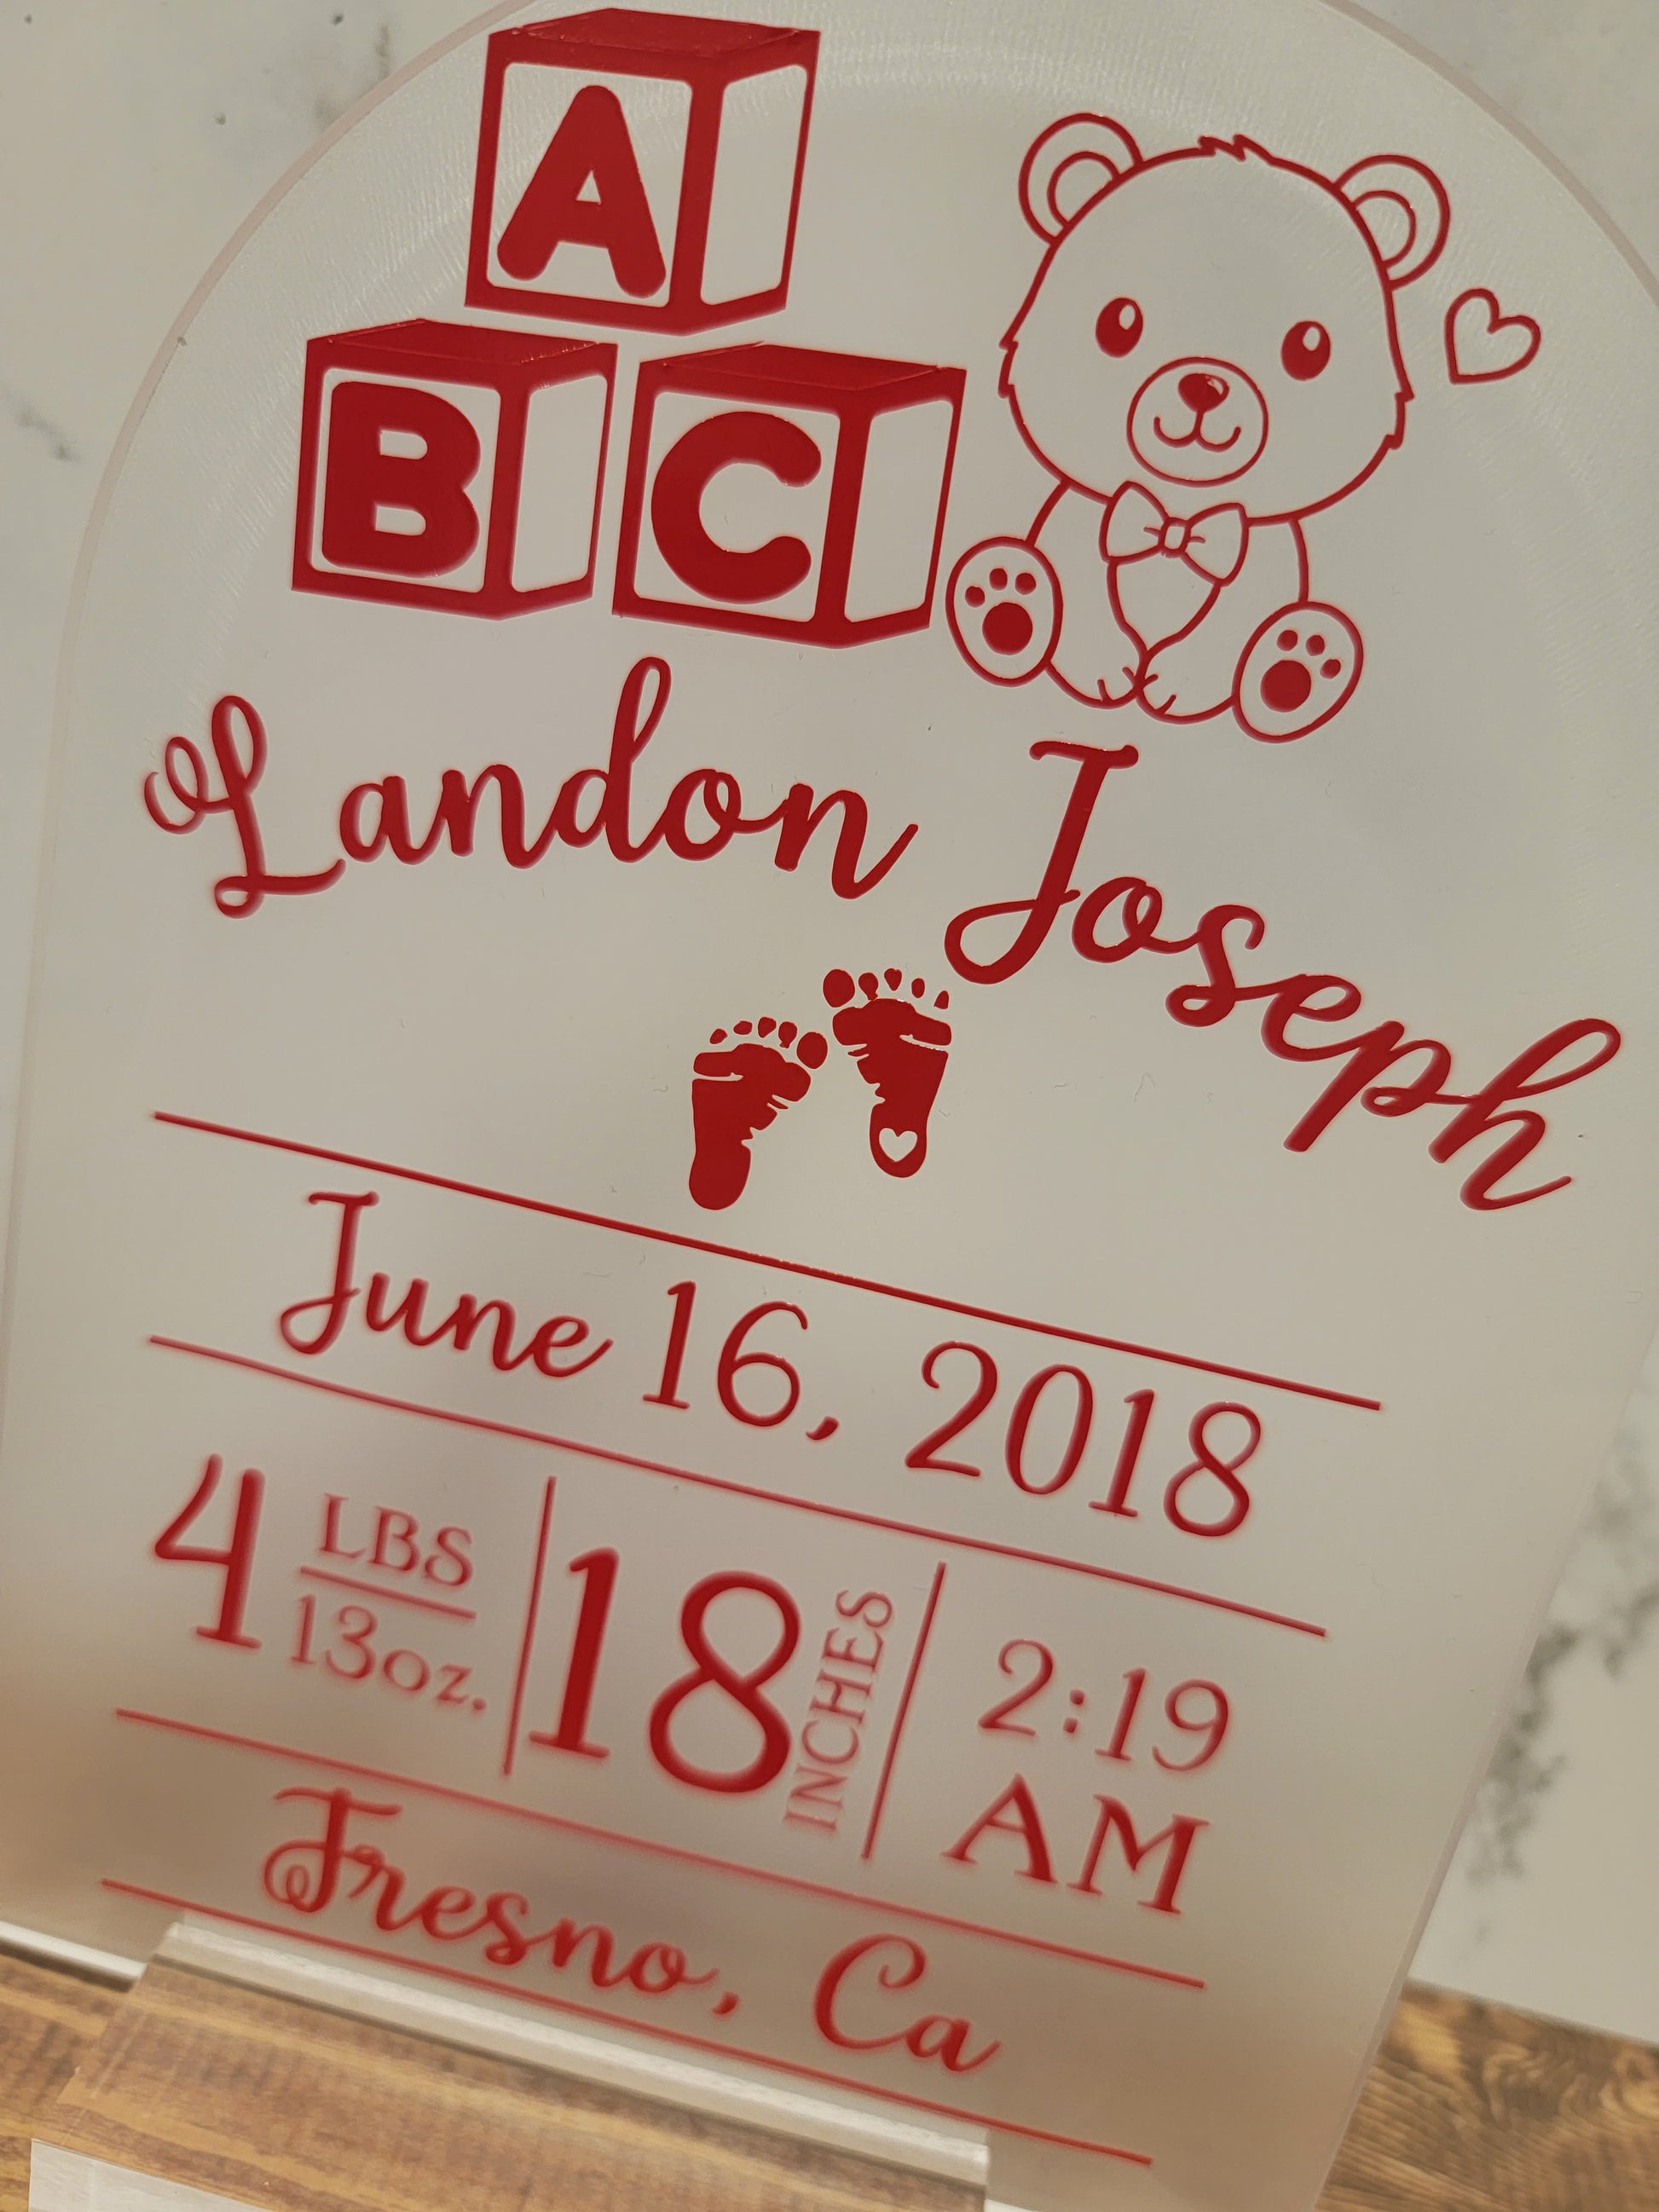 A
B C
Landon Joseph
June 16, 2018
4 LBS 13oz. 18 INCHES 2:19 AM
Fresno, Ca